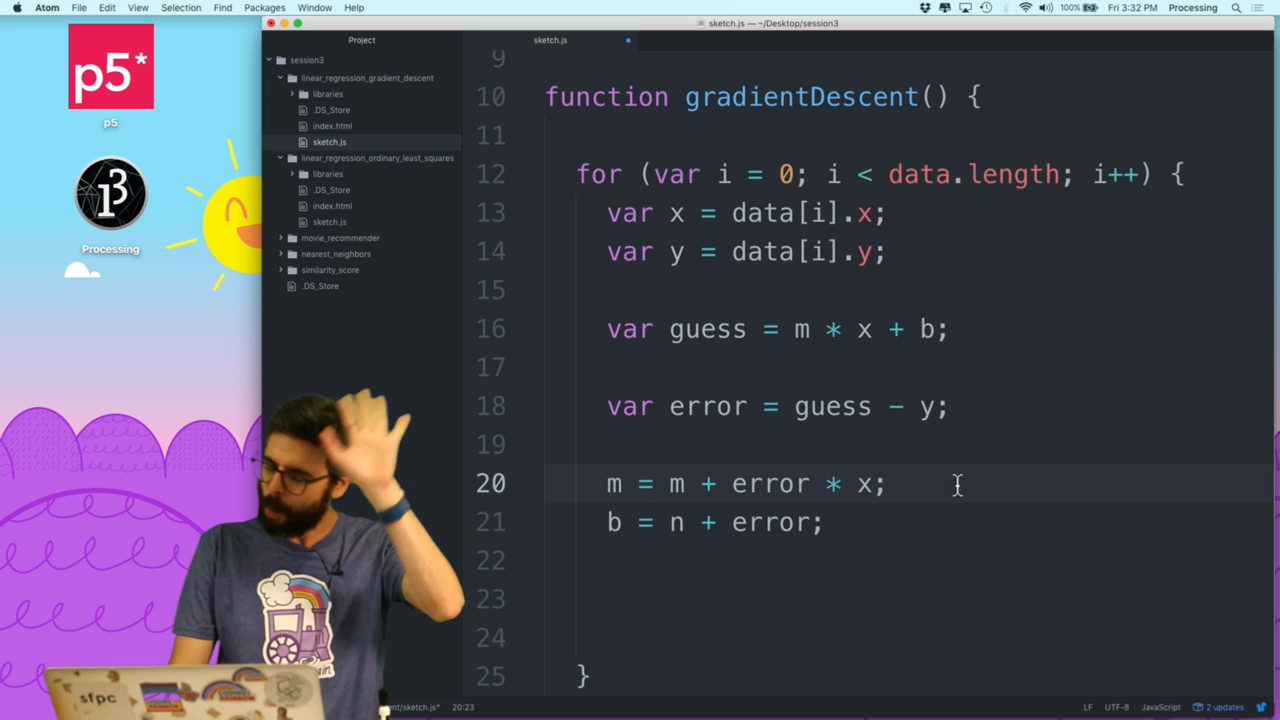 Atom File Edit View Selection Find Packages Window Help 100% Fri 3:32 PM Processing
sketch.js — ~/Desktop/session3
p5*
p5
Processing
Project
session3
linear_regression_gradient_descent
libraries
.DS_Store
index.html
sketch.js
linear_regression_ordinary_least_squares
libraries
.DS_Store
index.html
sketch.js
movie_recommender
nearest_neighbors
similarity_score
.DS_Store
sketch.js
9
10 function gradientDescent() {
11
12 for (var i = 0; i < data.length; i++) {
13 var x = data[i].x;
14 var y = data[i].y;
15
16 var guess = m * x + b;
17
18 var error = guess - y;
19
20 m = m + error * x;
21 b = n + error;
22
23
24
25 }
sfpc
ent/sketch.js* 20:23 LF UTF-8 JavaScript 2 updates